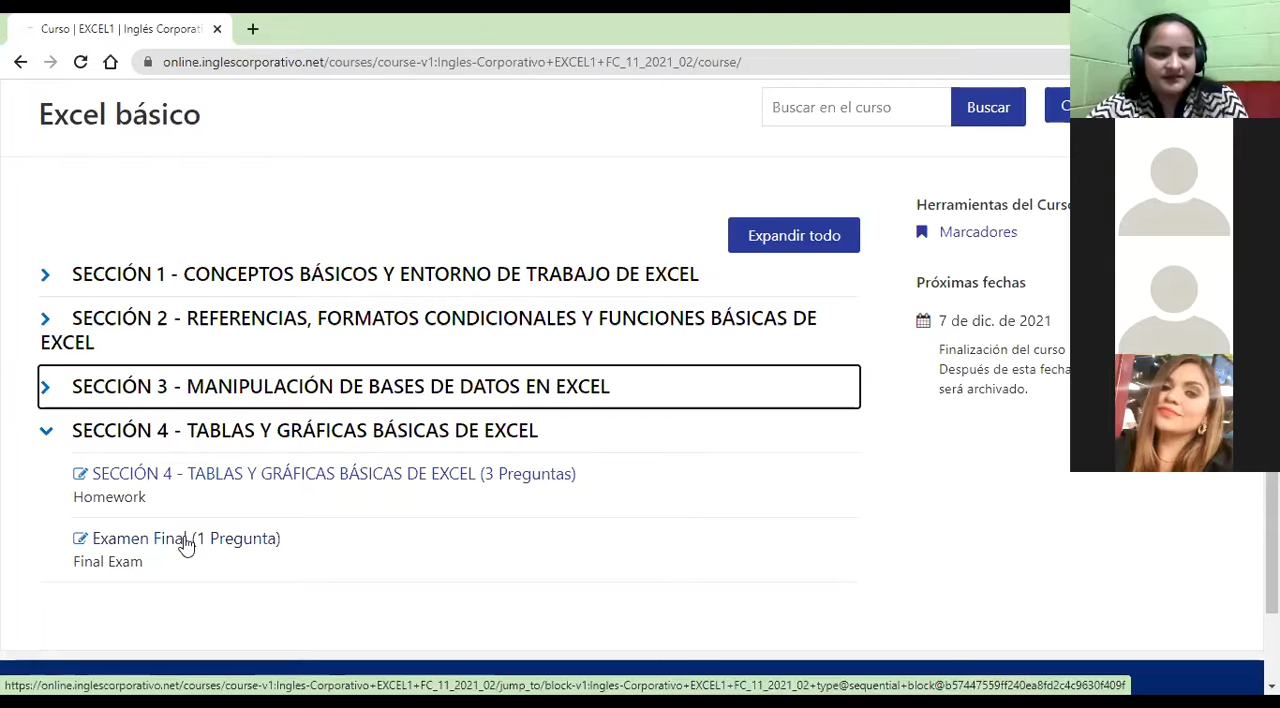 Curso | EXCEL1 | Inglés Corporati
online.inglescorporativo.net/courses/course-v1:Ingles-Corporativo+EXCEL1+FC_11_2021_02/course/
Excel básico
Buscar en el curso
Buscar
C
Herramientas del Curso
Marcadores
Expandir todo
Próximas fechas
SECCIÓN 1 - CONCEPTOS BÁSICOS Y ENTORNO DE TRABAJO DE EXCEL
SECCIÓN 2 - REFERENCIAS, FORMATOS CONDICIONALES Y FUNCIONES BÁSICAS DE
EXCEL
7 de dic. de 2021
Finalización del curso
Después de esta fecha
será archivado.
SECCIÓN 3 - MANIPULACIÓN DE BASES DE DATOS EN EXCEL
SECCIÓN 4 - TABLAS Y GRÁFICAS BÁSICAS DE EXCEL
SECCIÓN 4 - TABLAS Y GRÁFICAS BÁSICAS DE EXCEL (3 Preguntas)
Homework
Examen Final (1 Pregunta)
Final Exam
https://online.inglescorporativo.net/courses/course-v1:Ingles-Corporativo+EXCEL1+FC_11_2021_02/jump_to/block-v1:Ingles-Corporativo+EXCEL1+FC_11_2021_02+type@sequential+block@b57447559ff240ea8fd2c4c9630f409f